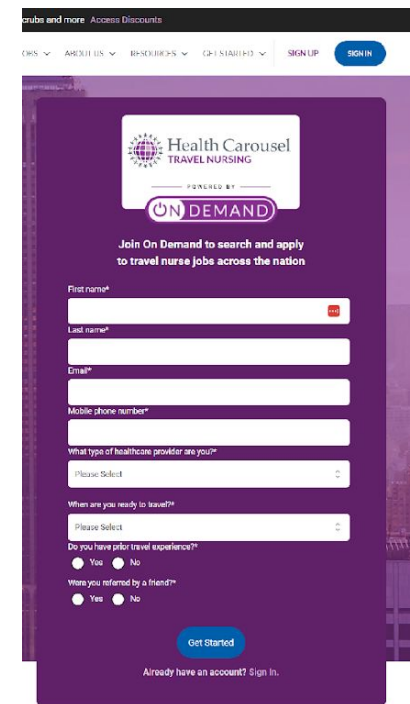 crubs and more Access Discounts
OBS ABOUT US RESOURCES GET STARTED SIGN UP SIGN IN
Health Carousel
TRAVEL NURSING
POWERED BY
ON DEMAND
Join On Demand to search and apply
to travel nurse jobs across the nation
First name*
Last name*
Email*
Mobile phone number*
What type of healthcare provider are you?*
Please Select
When are you ready to travel?*
Please Select
Do you have prior travel experience?*
Yes No
Were you referred by a friend?*
Yes No
Get Started
Already have an account? Sign In.